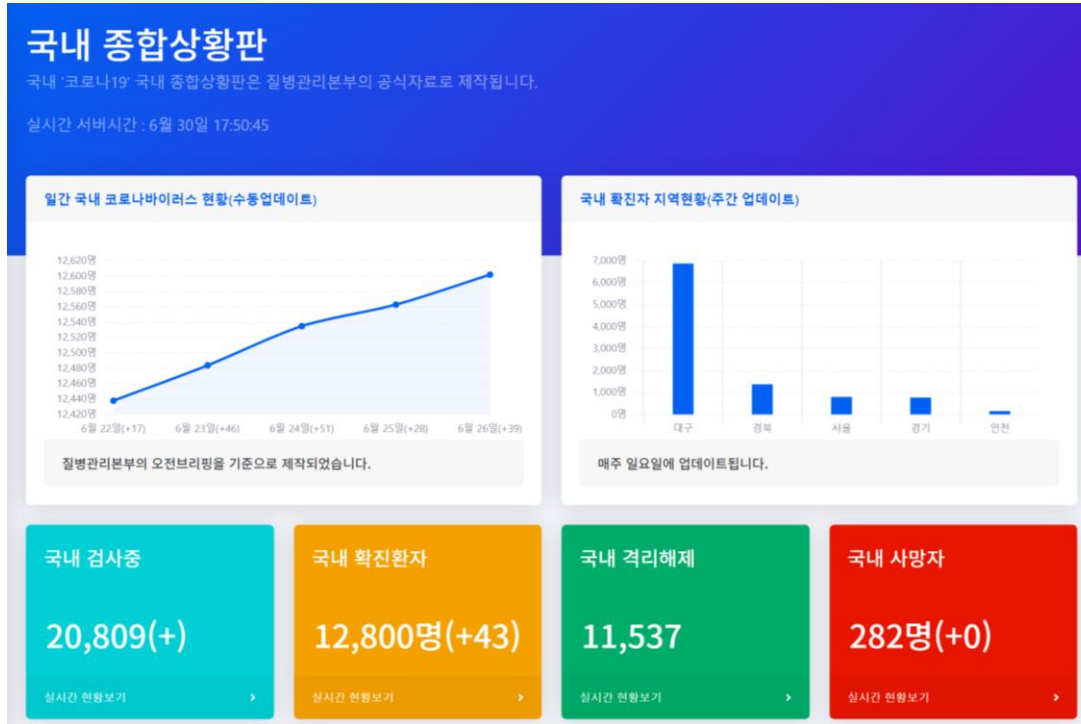 국내 종합상황판
국내 '코로나19' 국내 종합상황판은 질병관리본부의 공식자료로 제작됩니다.
실시간 서버시간 : 6월 30일 17:50:45
일간 국내 코로나바이러스 현황(수동업데이트)
12,620명
12,600명
12,580명
12,560명
12,540명
12,520명
12,500명
12,480명
12,460명
12,440명
12,420명
6월 22일(+17) 6월 23일(+46) 6월 24일(+51) 6월 25일(+28) 6월 26일(+39)
질병관리본부의 오전브리핑을 기준으로 제작되었습니다.
국내 확진자 지역현황(주간 업데이트)
7,000명
6,000명
5,000명
4,000명
3,000명
2,000명
1,000명
0명
대구 경북 서울 경기 인천
매주 일요일에 업데이트됩니다.
국내 검사중
20,809(+)
실시간 현황보기
국내 확진환자
12,800명(+43)
실시간 현황보기
국내 격리해제
11,537
실시간 현황보기
국내 사망자
282명(+0)
실시간 현황보기